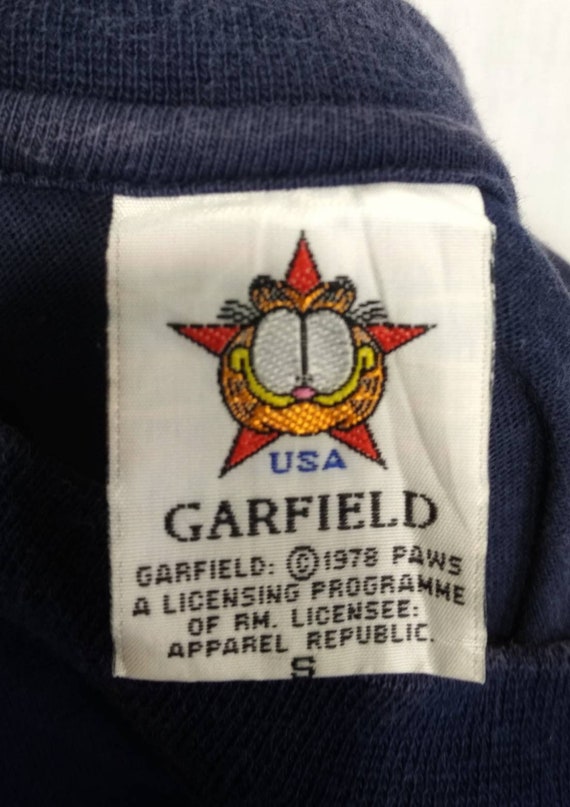 USA
GARFIELD
GARFIELD: ©1978 PAWS
A LICENSING PROGRAMME
OF RM. LICENSEE:
APPAREL REPUBLIC.
S